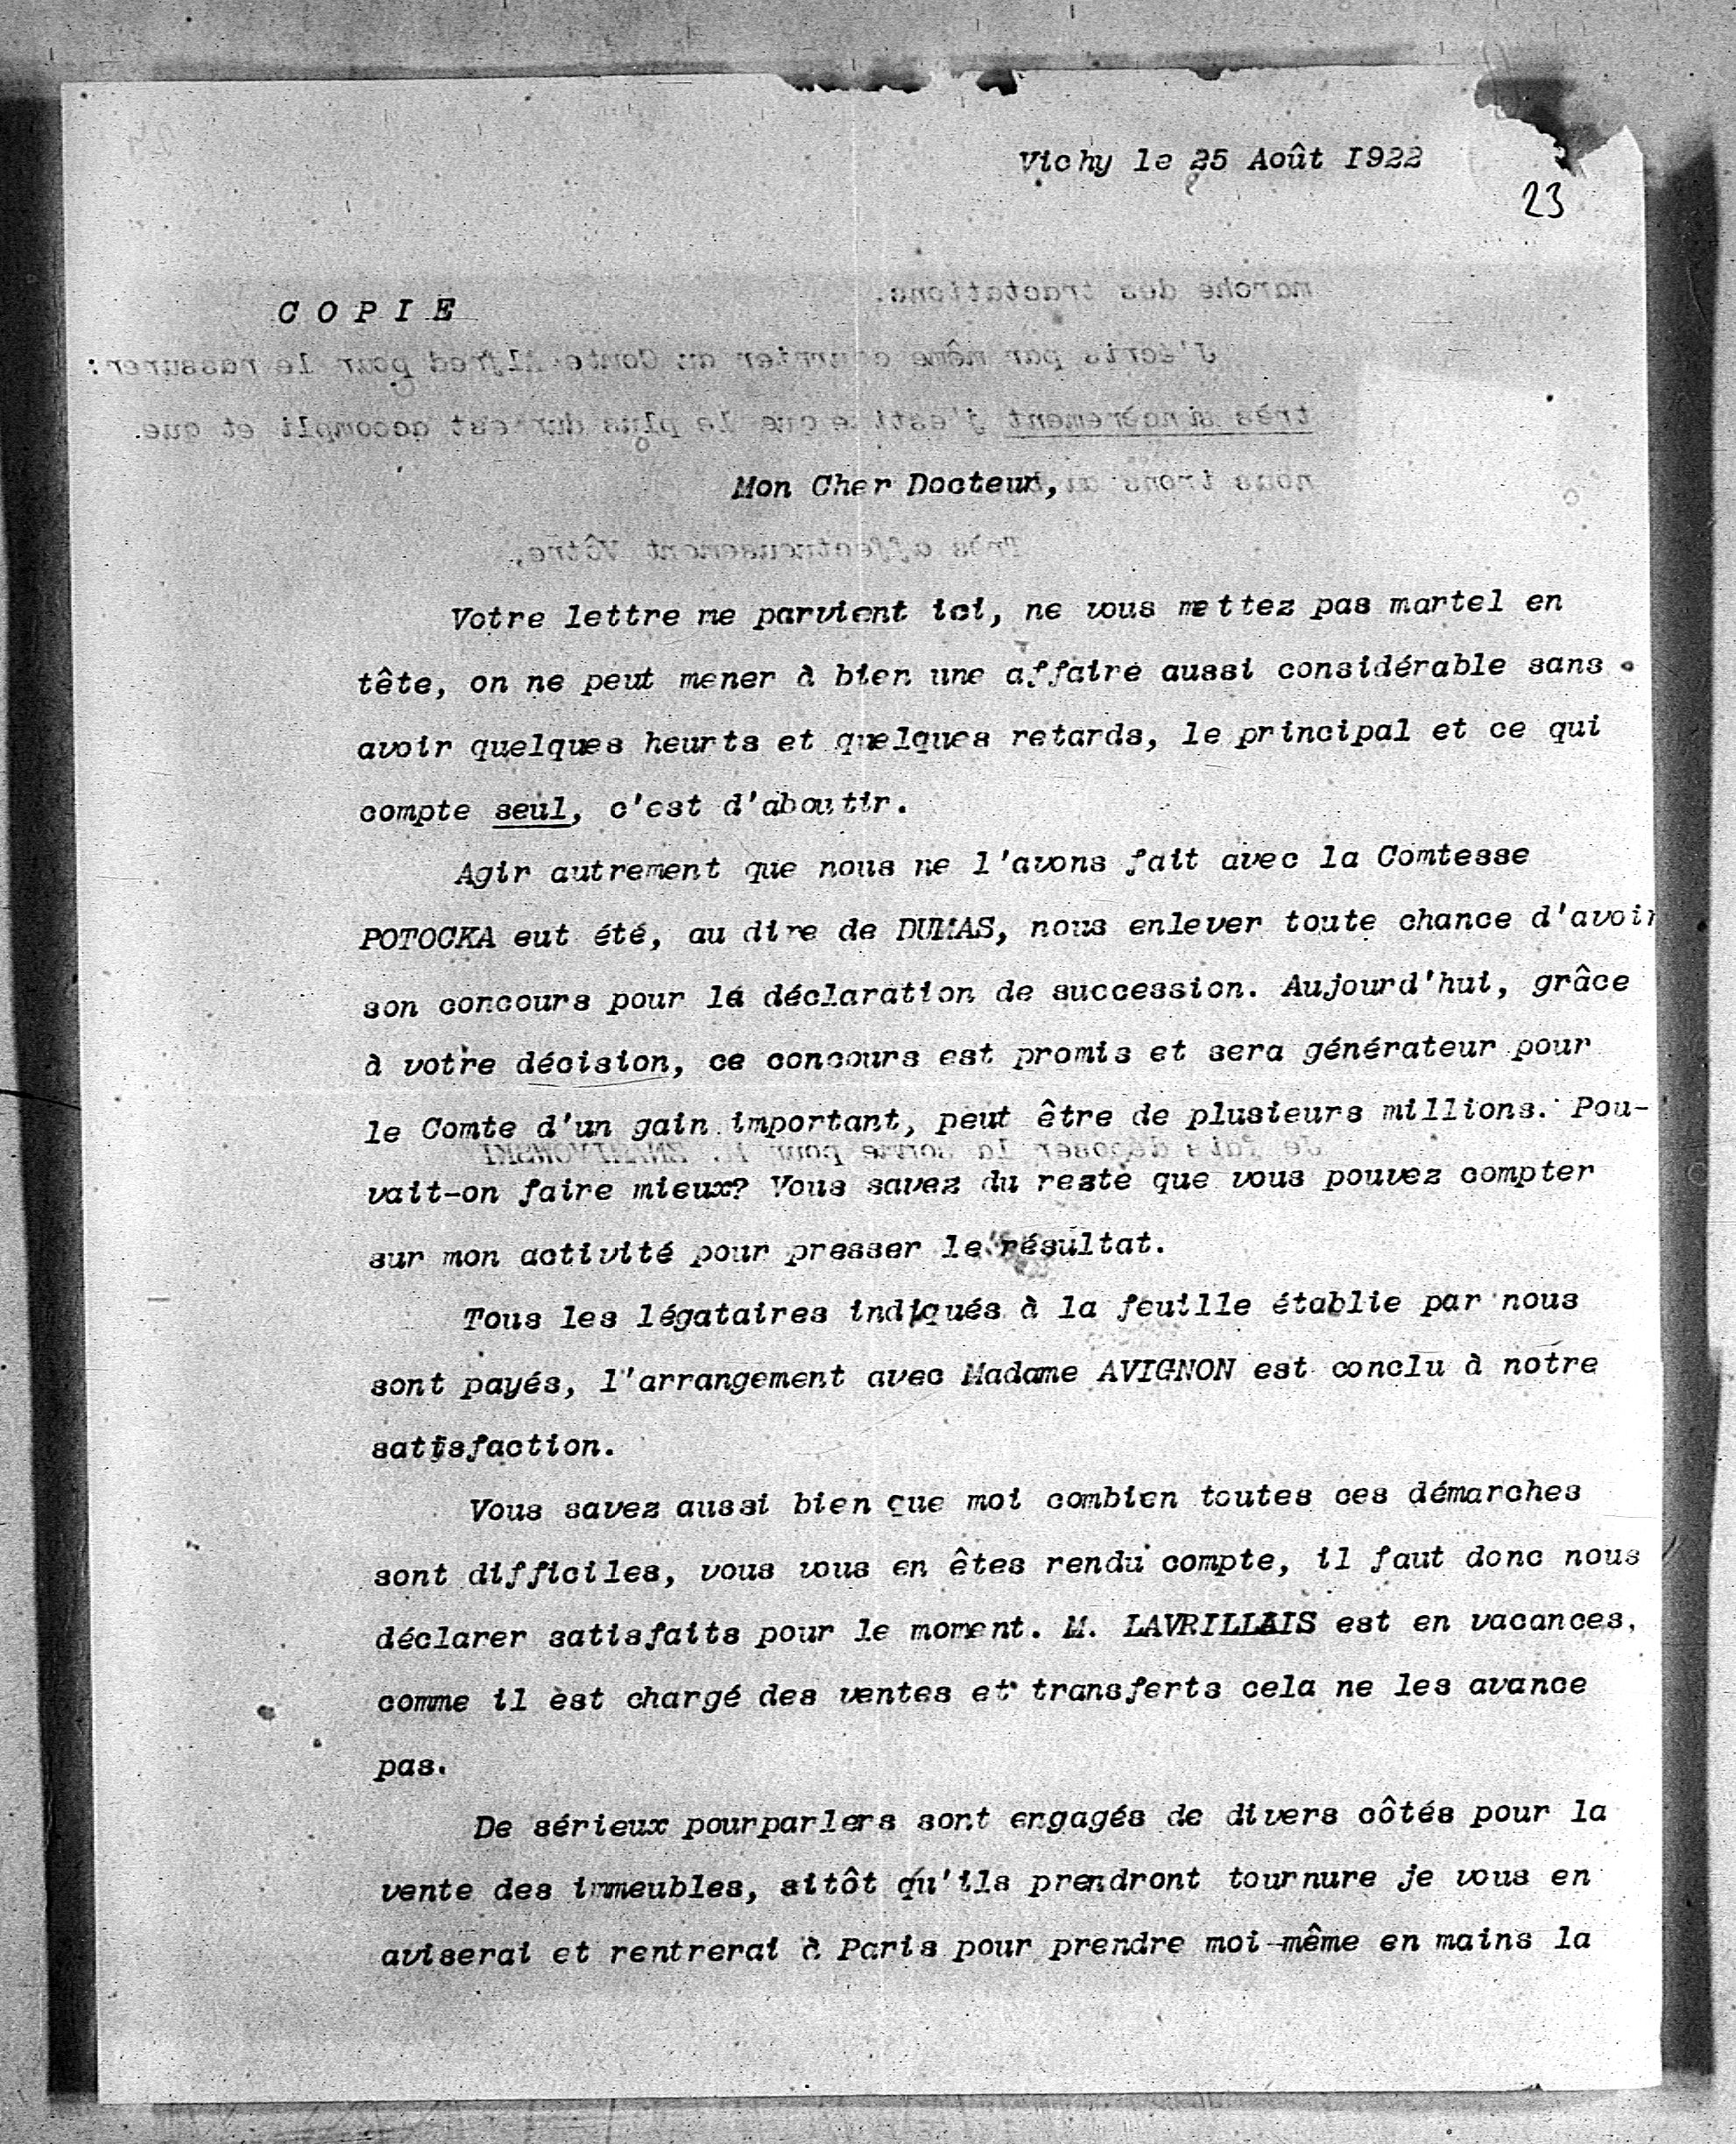 Vichy le 25 Août I922
23
C O P I E
Mon Cher Docteur,
Votre lettre me parvient ici, ne vous mettez pas martel en
tête, on ne peut mener à bien une affaire aussi considérable sans
avoir quelques heurts et quelques retards, le principal et ce qui
compte seul, c'est d'aboutir.
Agir autrement que nous ne l'avons fait avec la Comtesse
POTOCKA eut été, au dire de DUMAS, nous enlever toute chance d'avoir
son concours pour la déclaration de succession. Aujourd'hui, grâce
à votre décision, ce concours est promis et sera générateur pour
le Comte d'un gain important, peut être de plusieurs millions. Pou-
vait-on faire mieux? Vous savez du reste que vous pouvez compter
sur mon activité pour presser le résultat.
Tous les légataires indiqués à la feuille établie par nous
sont payés, l'arrangement avec Madame AVIGNON est conclu à notre
satisfaction.
Vous savez aussi bien que moi combien toutes ces démarches
sont difficiles, vous vous en êtes rendu compte, il faut donc nous
déclarer satisfaits pour le moment. M. LAVRILLAIS est en vacances,
comme il est chargé des ventes et transferts cela ne les avance
pas.
De sérieux pourparlers sont engagés de divers côtés pour la
vente des immeubles, sitôt qu'ils prendront tournure je vous en
aviserai et rentrerai à Paris pour prendre moi-même en mains la